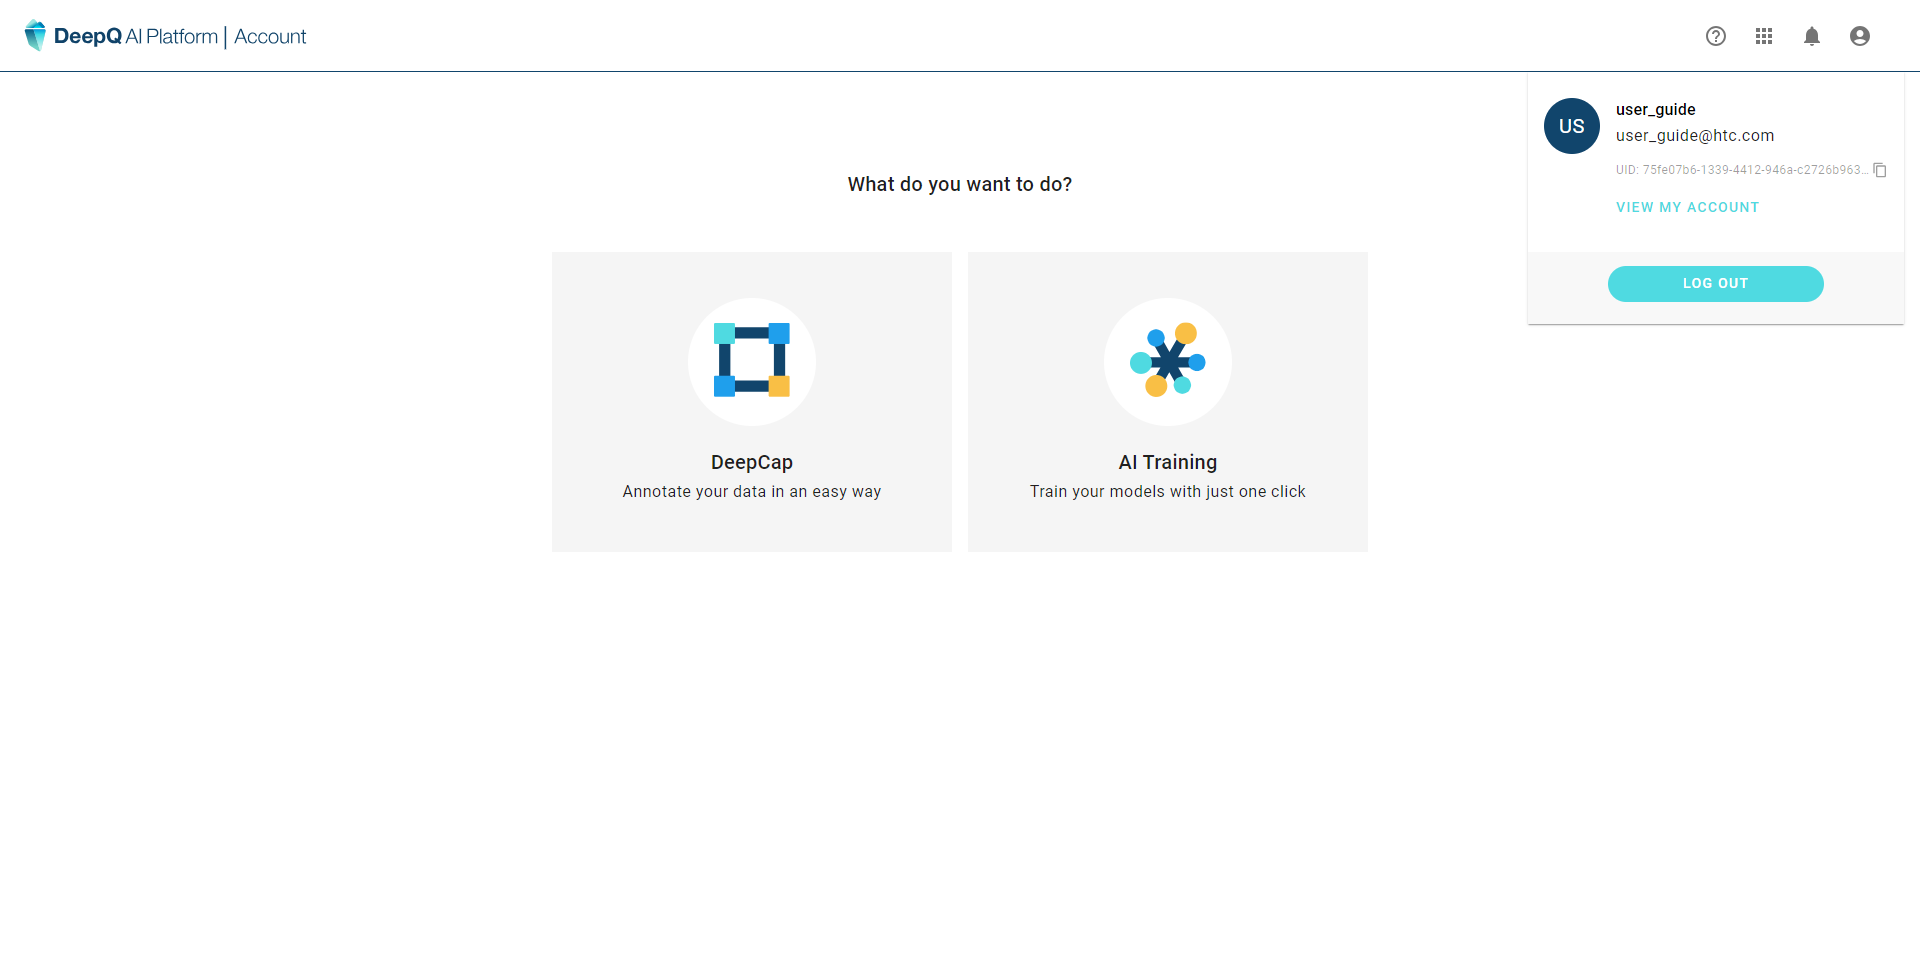 DeepQ AI Platform | Account
US
user_guide
user_guide@htc.com
UID: 75fe07b6-1339-4412-946a-c2726b963...
VIEW MY ACCOUNT
LOG OUT
What do you want to do?
DeepCap
Annotate your data in an easy way
AI Training
Train your models with just one click